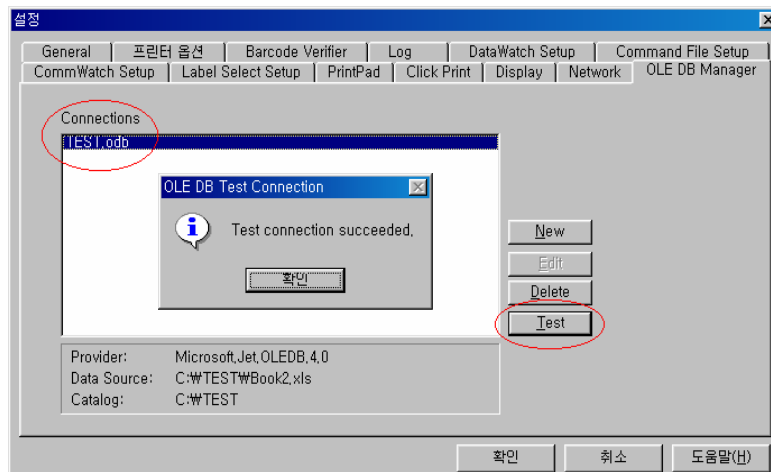 설정
General 프린터 옵션 Barcode Verifier Log DataWatch Setup Command File Setup
CommWatch Setup Label Select Setup PrintPad Click Print Display Network OLE DB Manager
Connections
TEST.odb
OLE DB Test Connection
Test connection succeeded.
확인
New
Edit
Delete
Test
Provider: Microsoft.Jet.OLEDB.4.0
Data Source: C:₩TEST₩Book2.xls
Catalog: C:₩TEST
확인 취소 도움말(H)